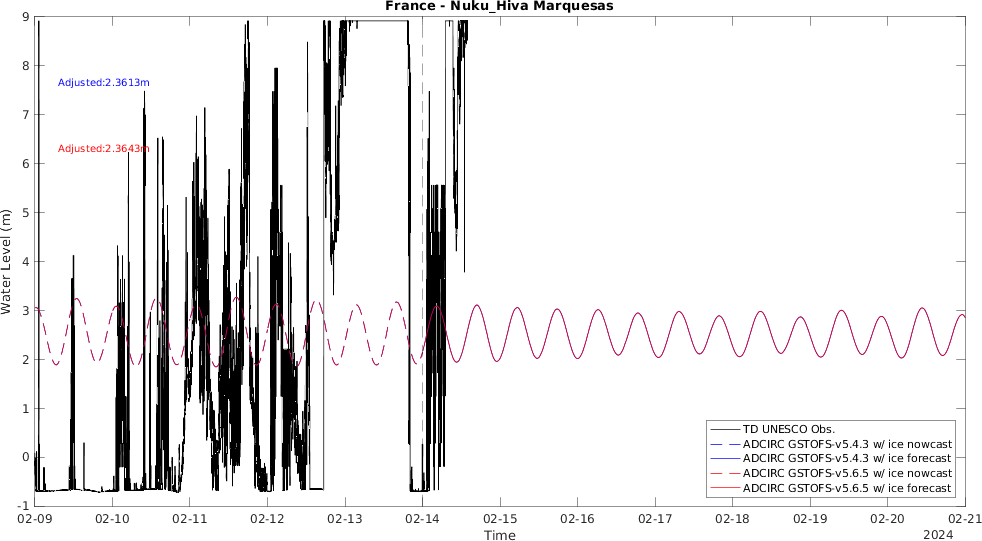 France - Nuku_Hiva Marquesas
9
8
7
6
5
4
3
2
1
0
-1
Water Level (m)
Adjusted:2.3613m
Adjusted:2.3643m
TD UNESCO Obs.
ADCIRC GSTOFS-v5.4.3 w/ ice nowcast
ADCIRC GSTOFS-v5.4.3 w/ ice forecast
ADCIRC GSTOFS-v5.6.5 w/ ice nowcast
ADCIRC GSTOFS-v5.6.5 w/ ice forecast
02-09 02-10 02-11 02-12 02-13 02-14 02-15 02-16 02-17 02-18 02-19 02-20 02-21
Time
2024